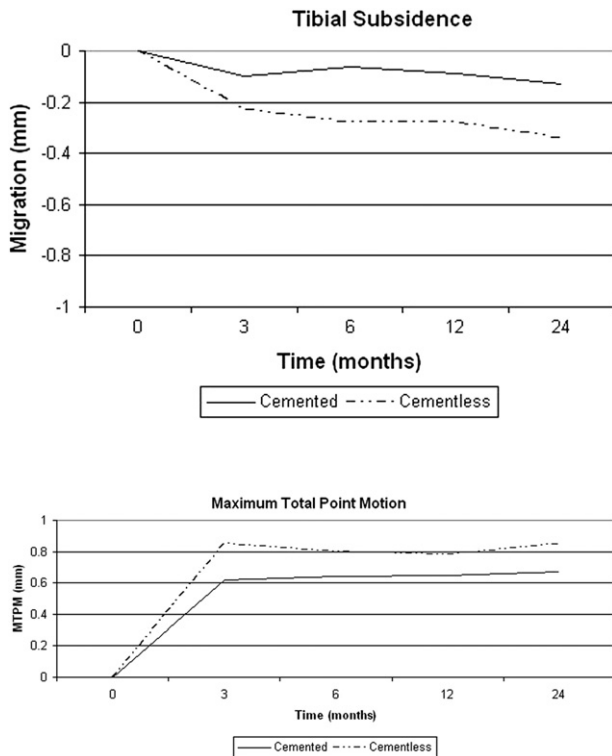 Tibial Subsidence
0
-0.2
-0.4
-0.6
-0.8
-1
Migration (mm)
0 3 6 12 24
Time (months)
Cemented Cementless
Maximum Total Point Motion
1
0.8
0.6
0.4
0.2
0
MTPM (mm)
0 3 6 12 24
Time (months)
Cemented Cementless